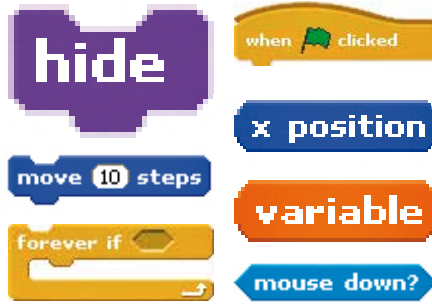 hide
when clicked
x position
move 10 steps
variable
forever if
mouse down?